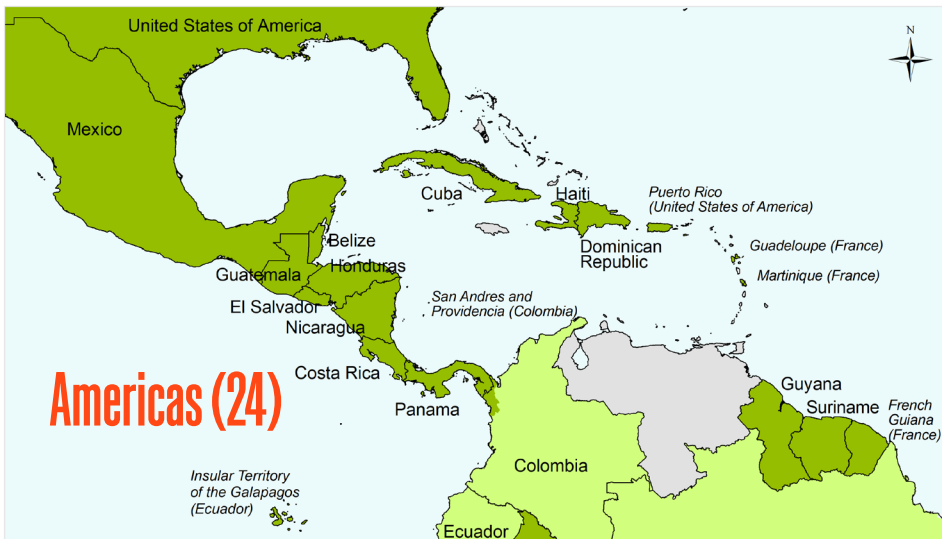 United States of America
N
Mexico
Cuba
Haiti
Puerto Rico
(United States of America)
Belize
Dominican
Republic
Guadeloupe (France)
Guatemala
Honduras
Martinique (France)
El Salvador
San Andres and
Providencia (Colombia)
Nicaragua
Costa Rica
Americas (24)
Panama
Guyana
Suriname
French
Guiana
(France)
Colombia
Insular Territory
of the Galapagos
(Ecuador)
Ecuador